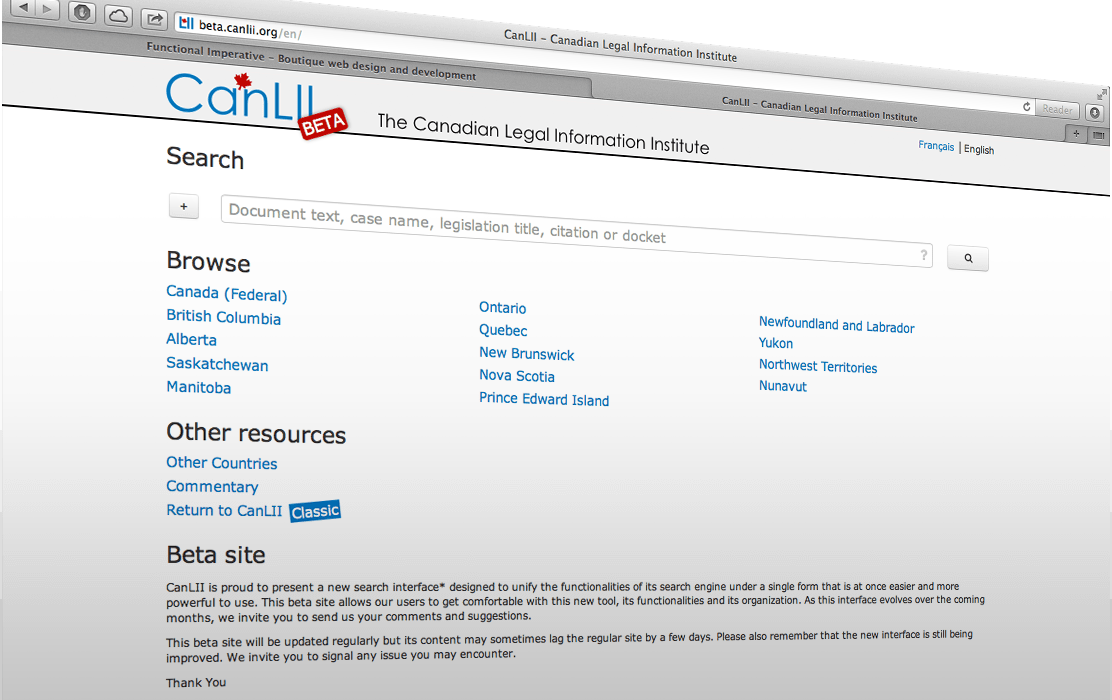 beta.canlii.org/en/
CanLII – Canadian Legal Information Institute
Reader
Functional Imperative – Boutique web design and development
CanLII – Canadian Legal Information Institute
+
CanLII
BETA
The Canadian Legal Information Institute
Français | English
Search
+
Document text, case name, legislation title, citation or docket
?
Browse
Canada (Federal)
British Columbia
Alberta
Saskatchewan
Manitoba
Ontario
Quebec
New Brunswick
Nova Scotia
Prince Edward Island
Newfoundland and Labrador
Yukon
Northwest Territories
Nunavut
Other resources
Other Countries
Commentary
Return to CanLII Classic
Beta site
CanLII is proud to present a new search interface* designed to unify the functionalities of its search engine under a single form that is at once easier and more
powerful to use. This beta site allows our users to get comfortable with this new tool, its functionalities and its organization. As this interface evolves over the coming
months, we invite you to send us your comments and suggestions.
This beta site will be updated regularly but its content may sometimes lag the regular site by a few days. Please also remember that the new interface is still being
improved. We invite you to signal any issue you may encounter.
Thank You